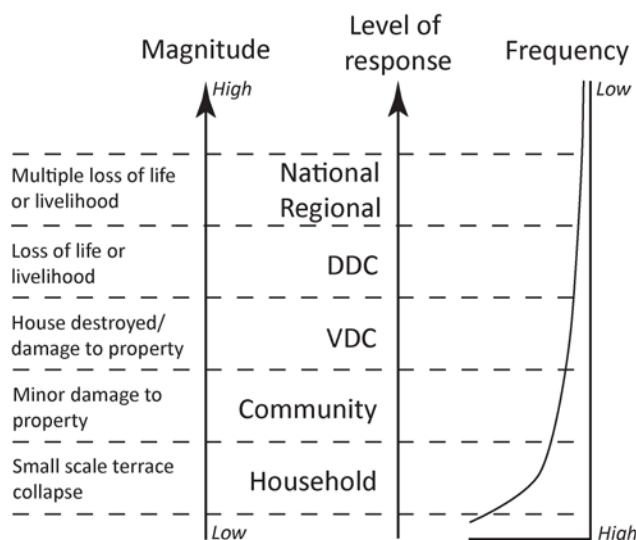 Magnitude
Level of
response
Frequency
High
Low
Multiple loss of life
or livelihood
National
Regional
Loss of life or
livelihood
DDC
House destroyed/
damage to property
VDC
Minor damage to
property
Community
Small scale terrace
collapse
Household
Low
High